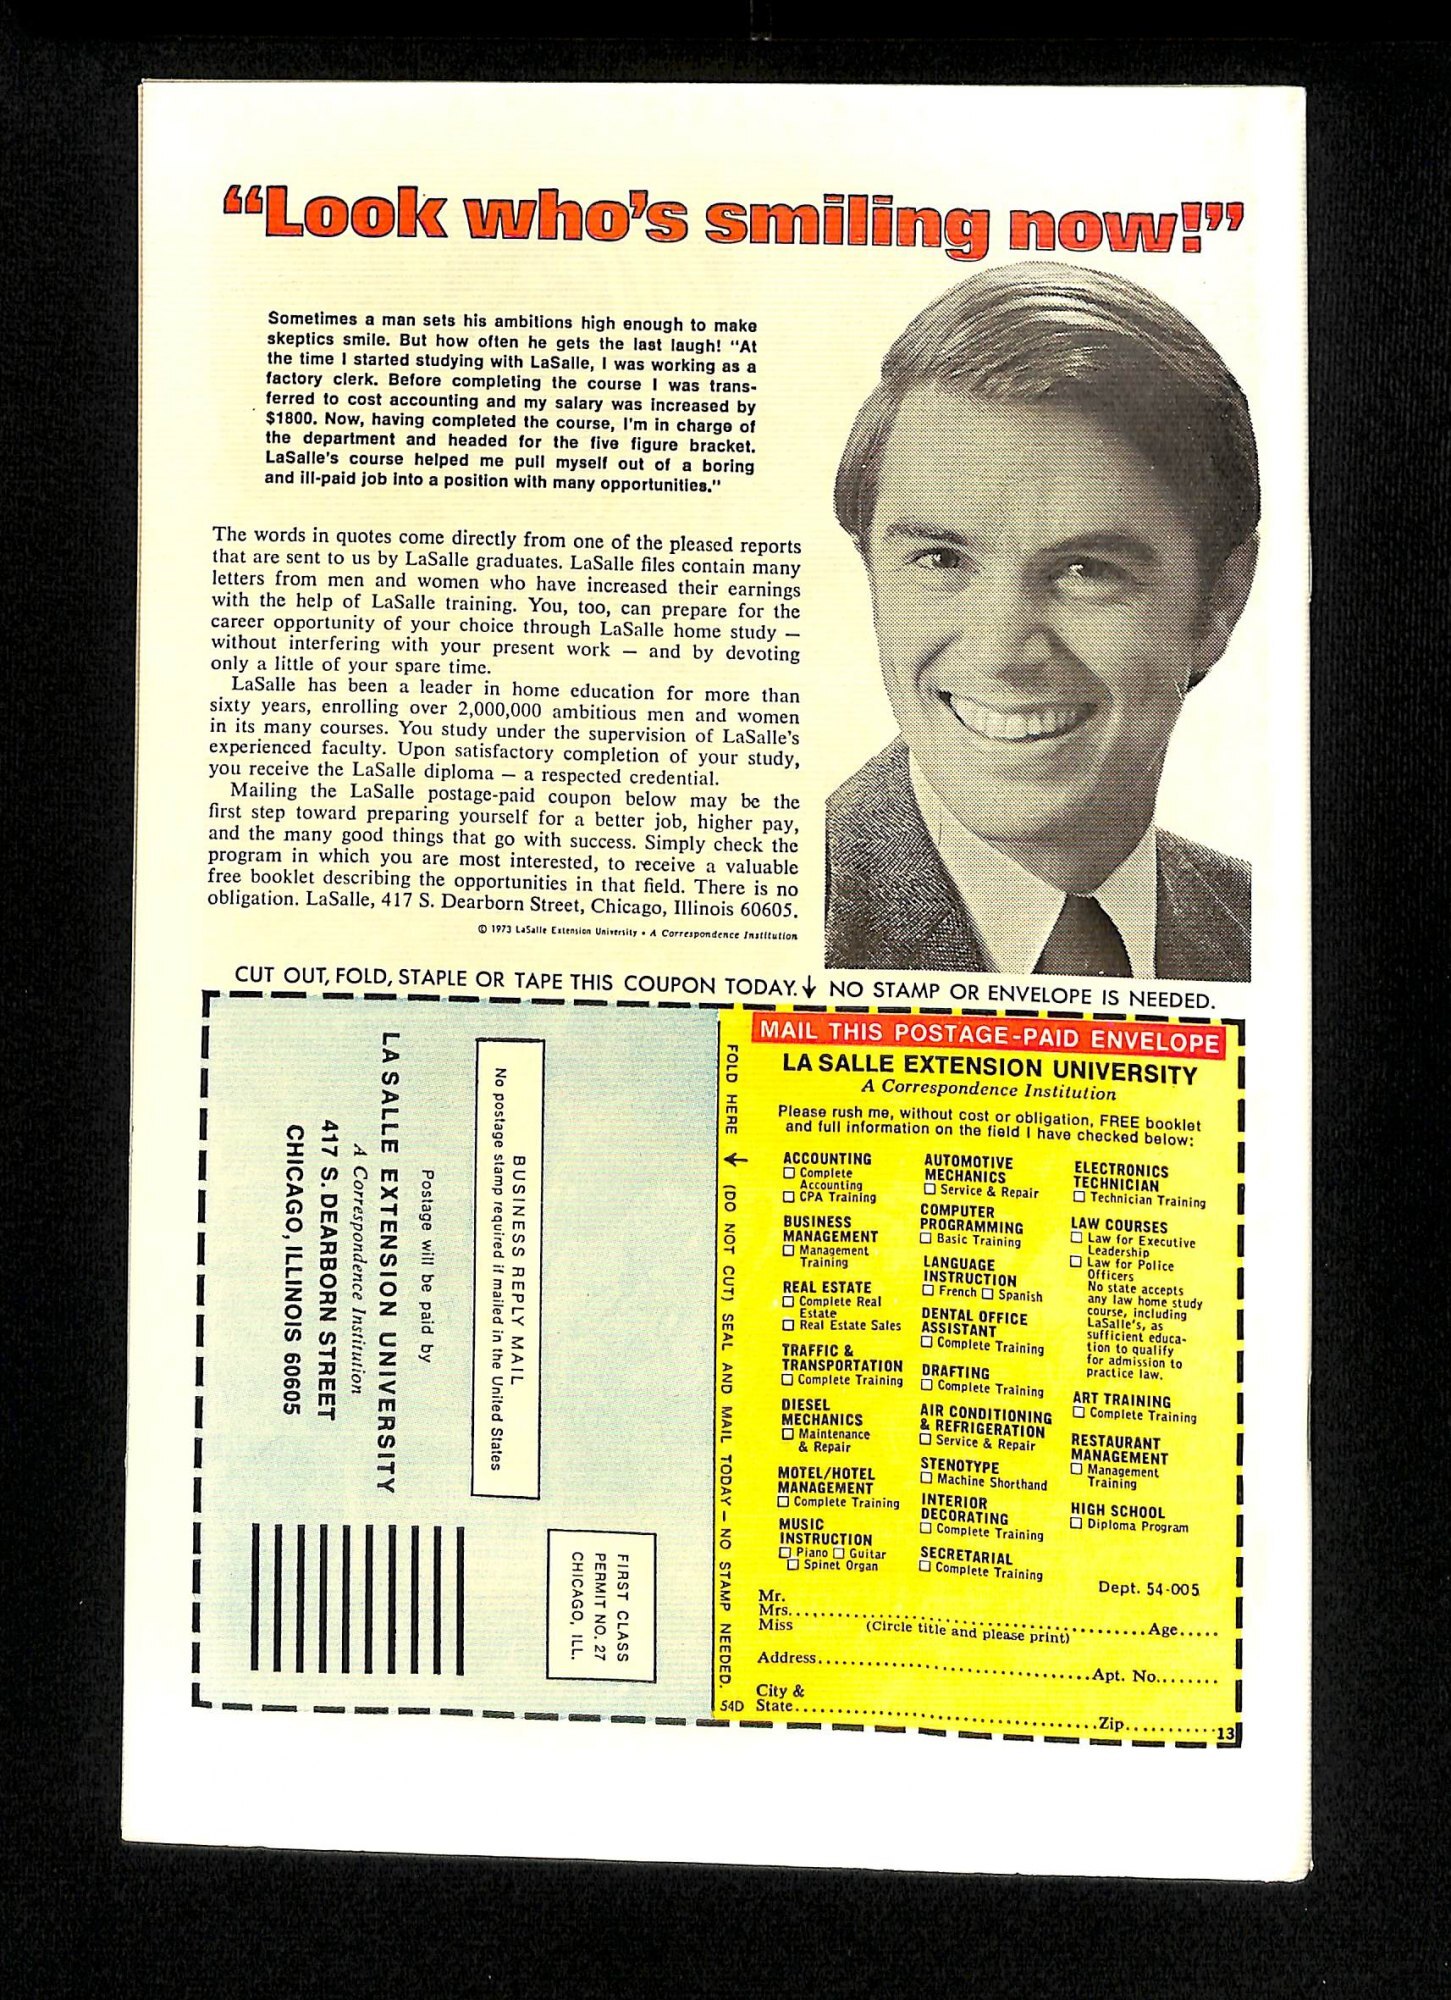 “Look who’s smiling now!”
Sometimes a man sets his ambitions high enough to make
skeptics smile. But how often he gets the last laugh! "At
the time I started studying with LaSalle, I was working as a
factory clerk. Before completing the course I was trans-
ferred to cost accounting and my salary was increased by
$1800. Now, having completed the course, I'm in charge of
the department and headed for the five figure bracket.
LaSalle's course helped me pull myself out of a boring
and ill-paid job into a position with many opportunities."
The words in quotes come directly from one of the pleased reports
that are sent to us by LaSalle graduates. LaSalle files contain many
letters from men and women who have increased their earnings
with the help of LaSalle training. You, too, can prepare for the
career opportunity of your choice through LaSalle home study —
without interfering with your present work — and by devoting
only a little of your spare time.
LaSalle has been a leader in home education for more than
sixty years, enrolling over 2,000,000 ambitious men and women
in its many courses. You study under the supervision of LaSalle's
experienced faculty. Upon satisfactory completion of your study,
you receive the LaSalle diploma — a respected credential.
Mailing the LaSalle postage-paid coupon below may be the
first step toward preparing yourself for a better job, higher pay,
and the many good things that go with success. Simply check the
program in which you are most interested, to receive a valuable
free booklet describing the opportunities in that field. There is no
obligation. LaSalle, 417 S. Dearborn Street, Chicago, Illinois 60605.
© 1973 LaSalle Extension University • A Correspondence Institution
CUT OUT, FOLD, STAPLE OR TAPE THIS COUPON TODAY.↓ NO STAMP OR ENVELOPE IS NEEDED.
FIRST CLASS
PERMIT NO. 27
CHICAGO, ILL.
BUSINESS REPLY MAIL
No postage stamp required if mailed in the United States
Postage will be paid by
LA SALLE EXTENSION UNIVERSITY
A Correspondence Institution
417 S. DEARBORN STREET
CHICAGO, ILLINOIS 60605
FOLD HERE ← (DO NOT CUT) SEAL AND MAIL TODAY – NO STAMP NEEDED.
54D
MAIL THIS POSTAGE-PAID ENVELOPE
LA SALLE EXTENSION UNIVERSITY
A Correspondence Institution
Please rush me, without cost or obligation, FREE booklet
and full information on the field I have checked below:
ACCOUNTING
☐ Complete
Accounting
☐ CPA Training
BUSINESS
MANAGEMENT
☐ Management
Training
REAL ESTATE
☐ Complete Real
Estate
☐ Real Estate Sales
TRAFFIC &
TRANSPORTATION
☐ Complete Training
DIESEL
MECHANICS
☐ Maintenance
& Repair
MOTEL/HOTEL
MANAGEMENT
☐ Complete Training
MUSIC
INSTRUCTION
☐ Piano ☐ Guitar
☐ Spinet Organ
AUTOMOTIVE
MECHANICS
☐ Service & Repair
COMPUTER
PROGRAMMING
☐ Basic Training
LANGUAGE
INSTRUCTION
☐ French ☐ Spanish
DENTAL OFFICE
ASSISTANT
☐ Complete Training
DRAFTING
☐ Complete Training
AIR CONDITIONING
& REFRIGERATION
☐ Service & Repair
STENOTYPE
☐ Machine Shorthand
INTERIOR
DECORATING
☐ Complete Training
SECRETARIAL
☐ Complete Training
ELECTRONICS
TECHNICIAN
☐ Technician Training
LAW COURSES
☐ Law for Executive
Leadership
☐ Law for Police
Officers
No state accepts
any law home study
course, including
LaSalle's, as
sufficient educa-
tion to qualify
for admission to
practice law.
ART TRAINING
☐ Complete Training
RESTAURANT
MANAGEMENT
☐ Management
Training
HIGH SCHOOL
☐ Diploma Program
Dept. 54-005
Mr.
Mrs.....................................................Age.....
Miss (Circle title and please print)
Address........................................Apt. No........
City &
State............................................Zip...........
13